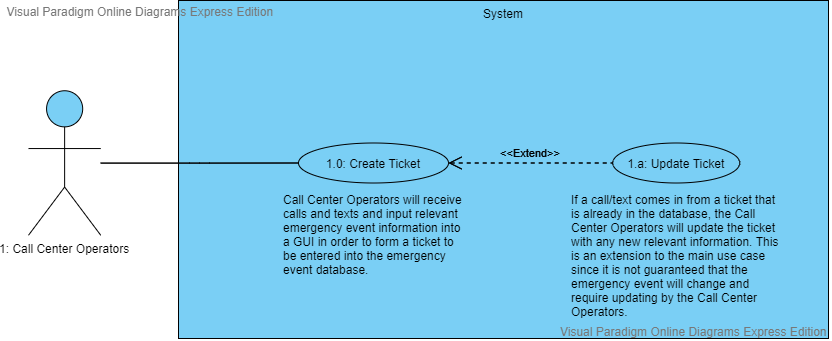 Visual Paradigm Online Diagrams Express Edition
System
1: Call Center Operators
1.0: Create Ticket
<<Extend>>
1.a: Update Ticket
Call Center Operators will receive
calls and texts and input relevant
emergency event information into
a GUI in order to form a ticket to
be entered into the emergency
event database.
If a call/text comes in from a ticket that
is already in the database, the Call
Center Operators will update the ticket
with any new relevant information. This
is an extension to the main use case
since it is not guaranteed that the
emergency event will change and
require updating by the Call Center
Operators.
Visual Paradigm Online Diagrams Express Edition